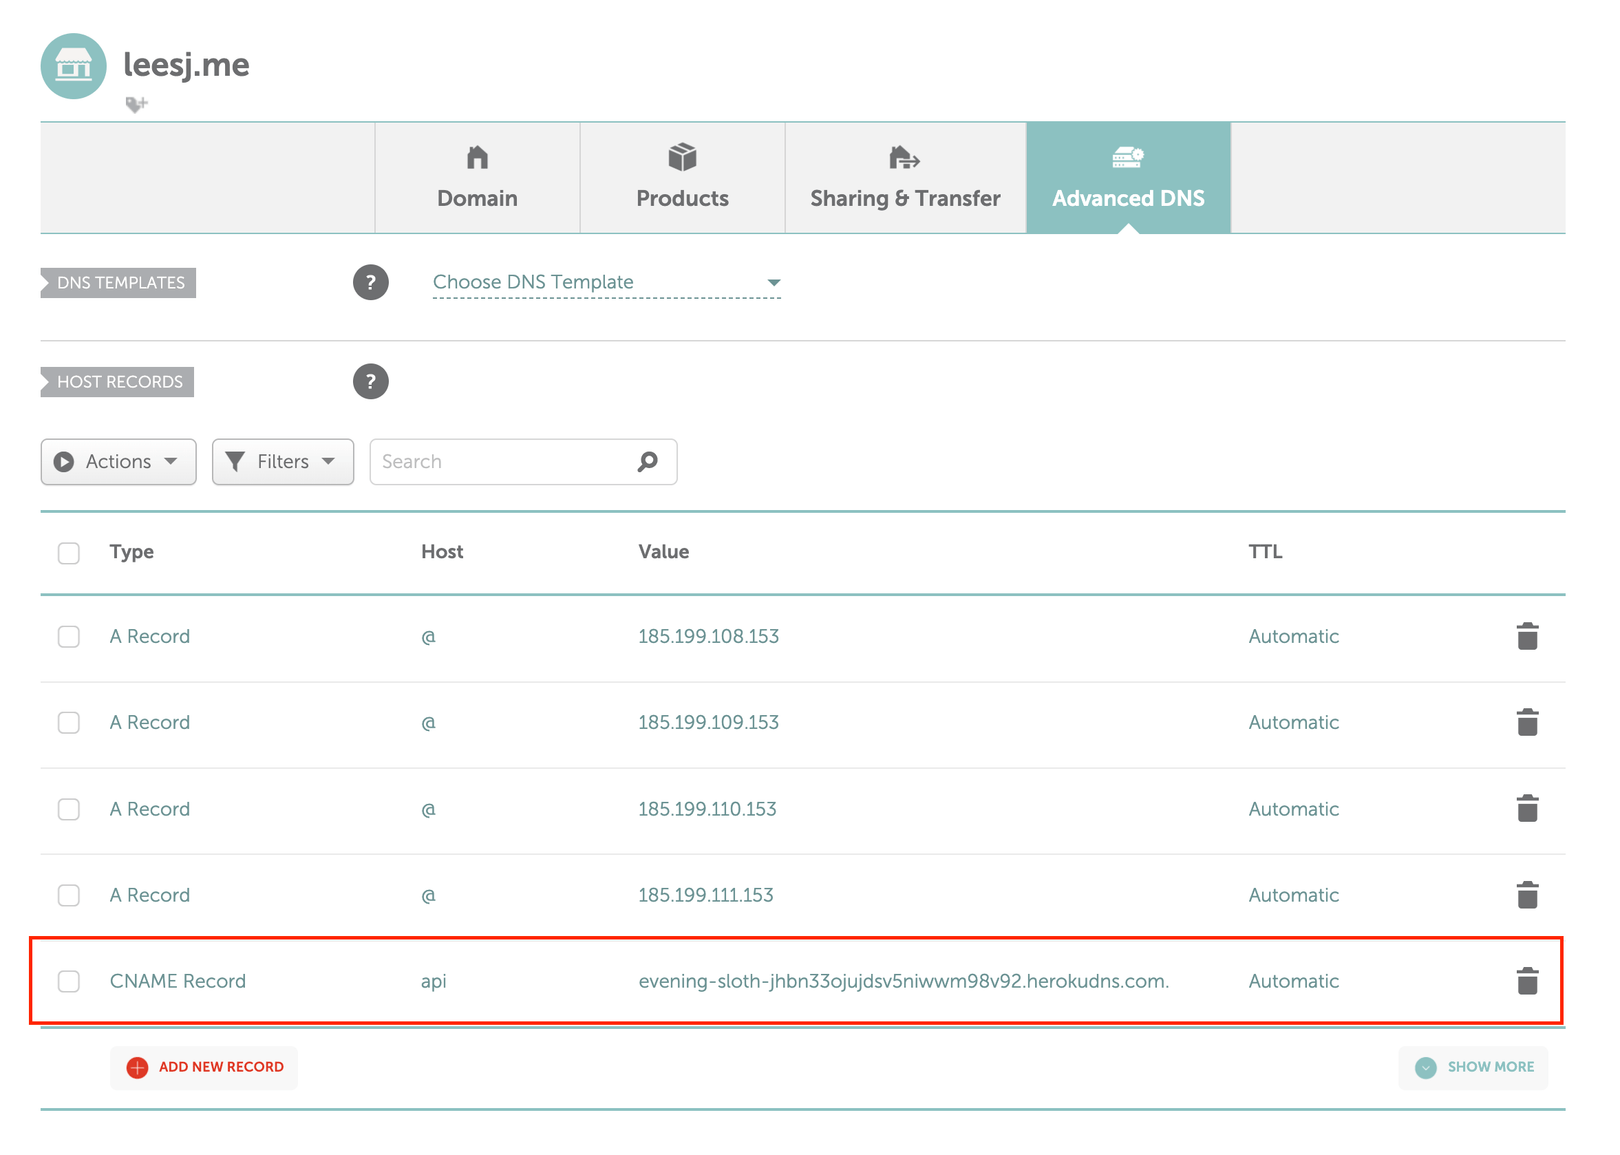 leesj.me
Domain
Products
Sharing & Transfer
Advanced DNS
DNS TEMPLATES
?
Choose DNS Template
HOST RECORDS
?
Actions
Filters
Search
Type Host Value TTL
A Record @ 185.199.108.153 Automatic
A Record @ 185.199.109.153 Automatic
A Record @ 185.199.110.153 Automatic
A Record @ 185.199.111.153 Automatic
CNAME Record api evening-sloth-jhbn33ojujdsv5niwwm98v92.herokudns.com. Automatic
ADD NEW RECORD
SHOW MORE